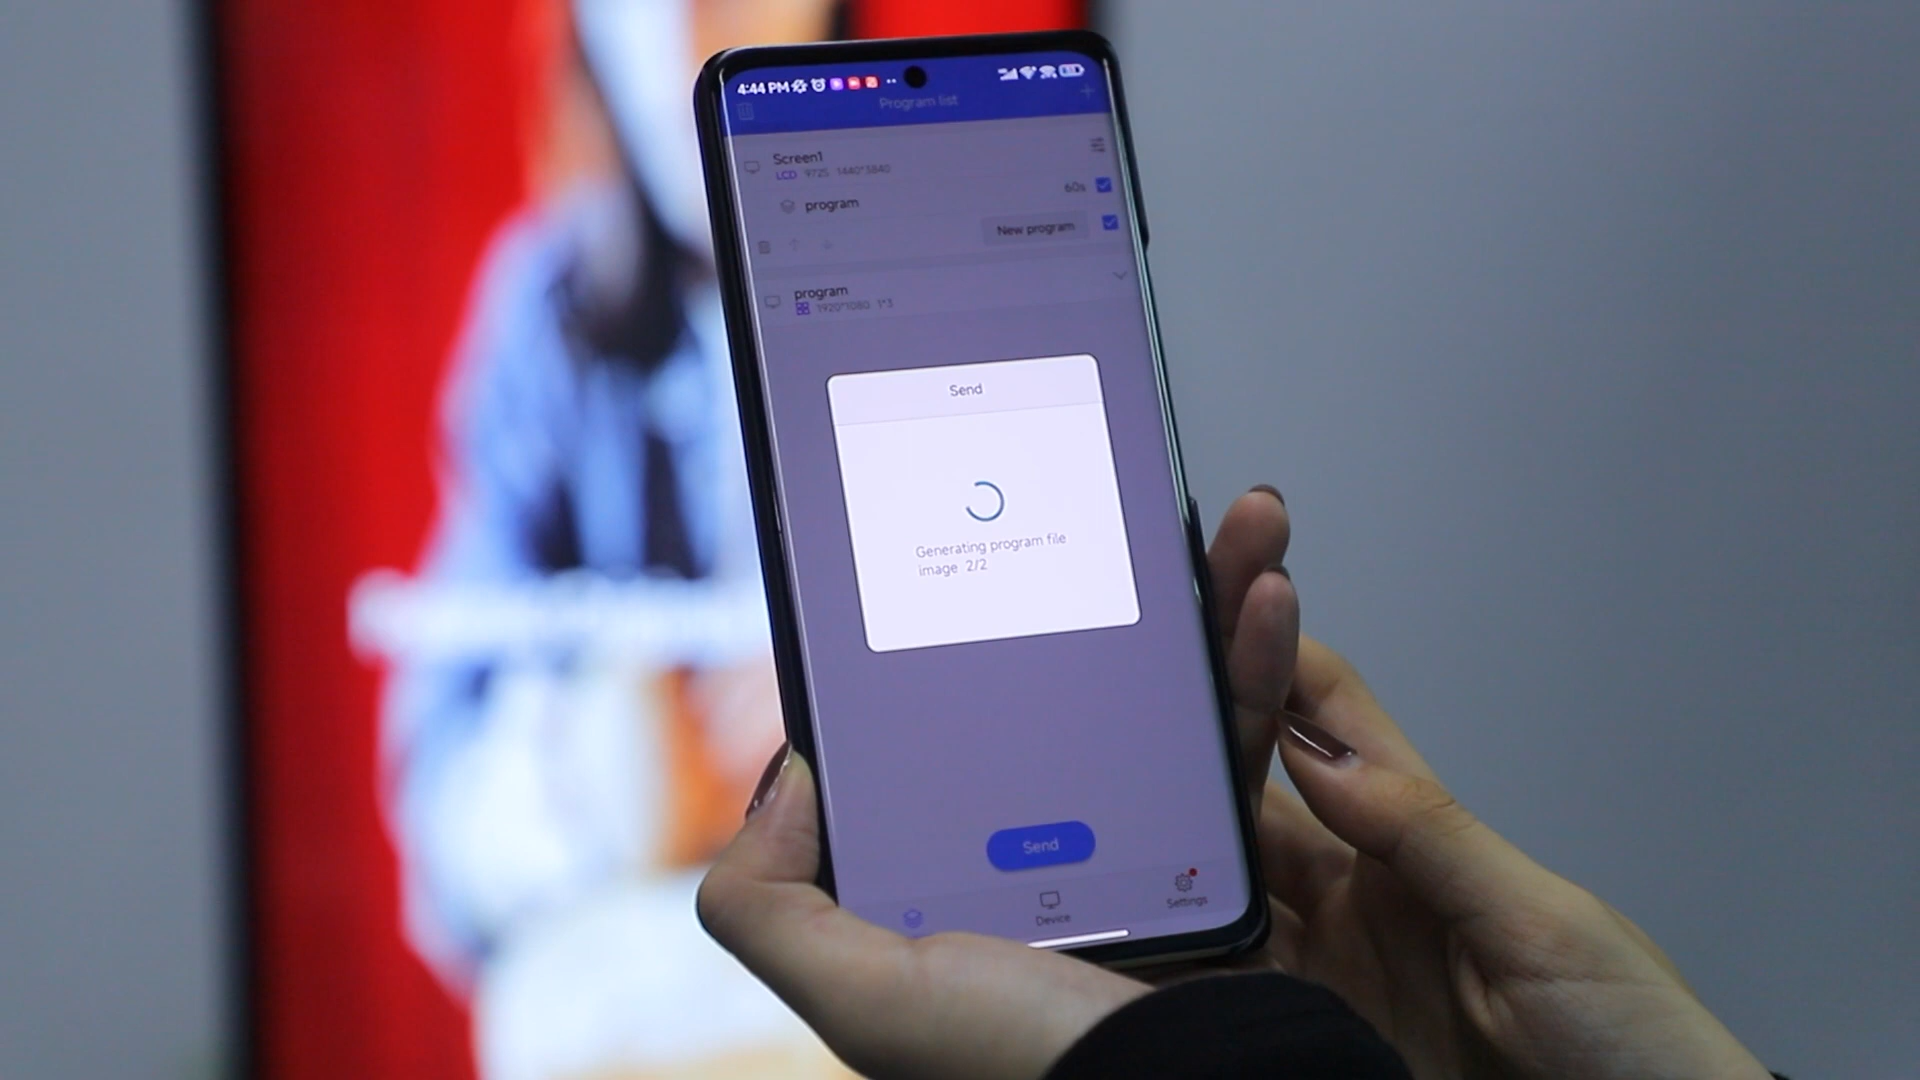 4:44 PM
Program list
Screen1
LCD 972S 1440*3840
program
60s
New program
program
1920*1080 1*3
Send
Generating program file
image 2/2
Send
Device
Settings